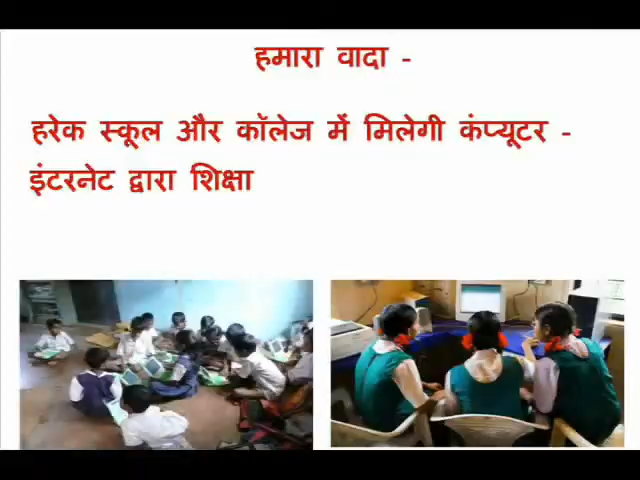 हमारा वादा -
हरेक स्कूल और कॉलेज में मिलेगी कंप्यूटर -
इंटरनेट द्वारा शिक्षा